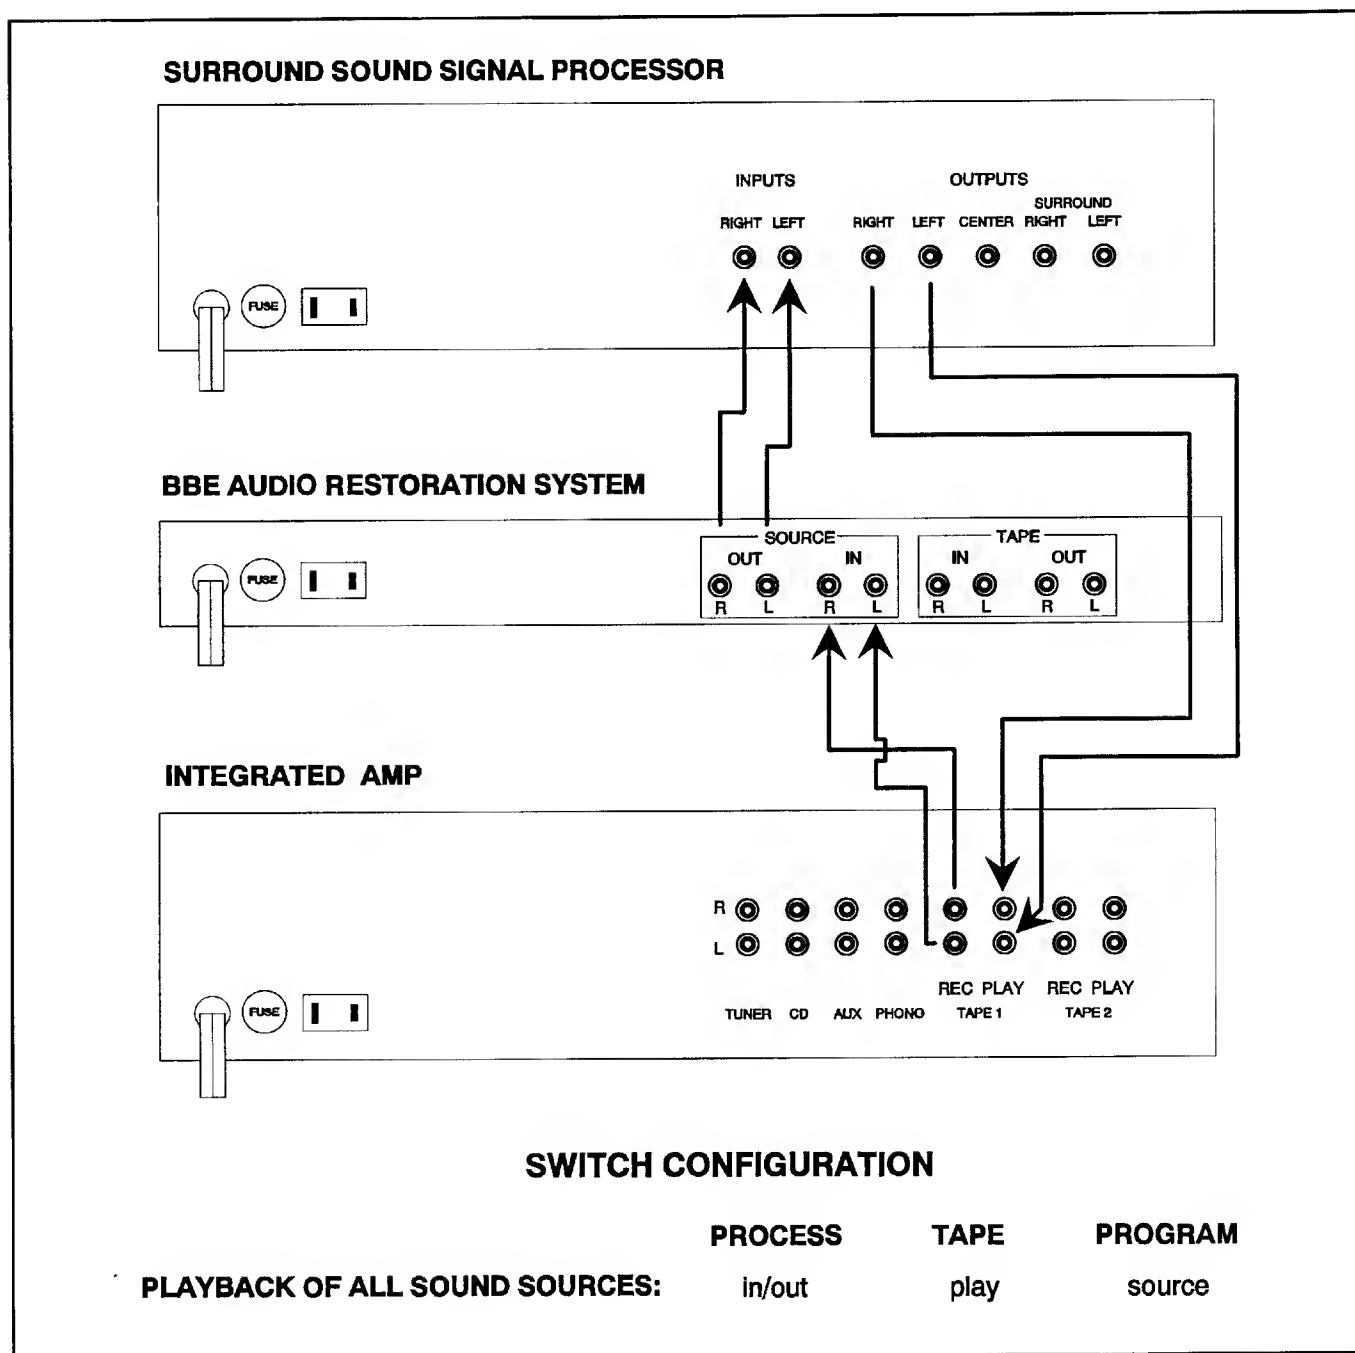 SURROUND SOUND SIGNAL PROCESSOR
INPUTS OUTPUTS
SURROUND
RIGHT LEFT RIGHT LEFT CENTER RIGHT LEFT
FUSE
BBE AUDIO RESTORATION SYSTEM
SOURCE TAPE
OUT IN IN OUT
FUSE
R L R L R L R L
INTEGRATED AMP
R
L
REC PLAY REC PLAY
FUSE
TUNER CD AUX PHONO TAPE 1 TAPE 2
SWITCH CONFIGURATION
PROCESS TAPE PROGRAM
PLAYBACK OF ALL SOUND SOURCES: in/out play source